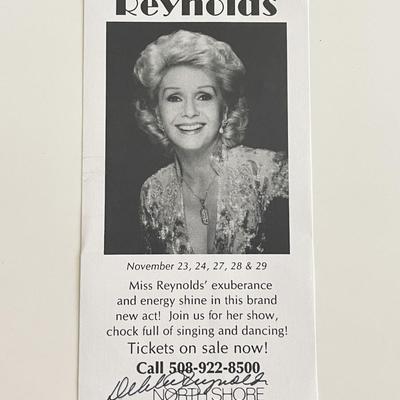 Reynolds
November 23, 24, 27, 28 & 29
Miss Reynolds' exuberance
and energy shine in this brand
new act! Join us for her show,
chock full of singing and dancing!
Tickets on sale now!
Call 508-922-8500
Debbie Reynolds
NORTH SHORE